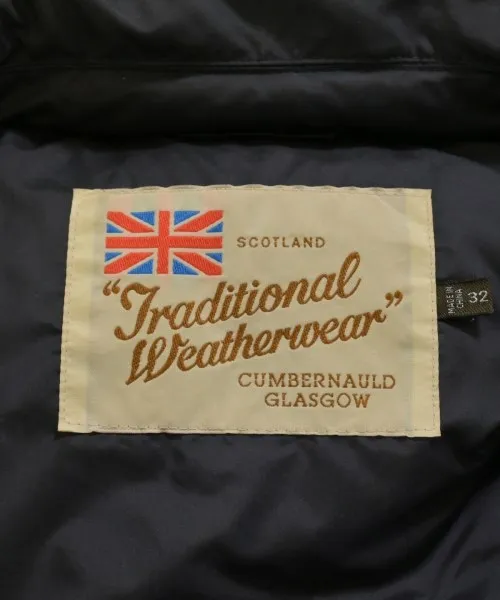 SCOTLAND
"Traditional
Weatherwear"
CUMBERNAULD
GLASGOW
MADE IN
CHINA
32